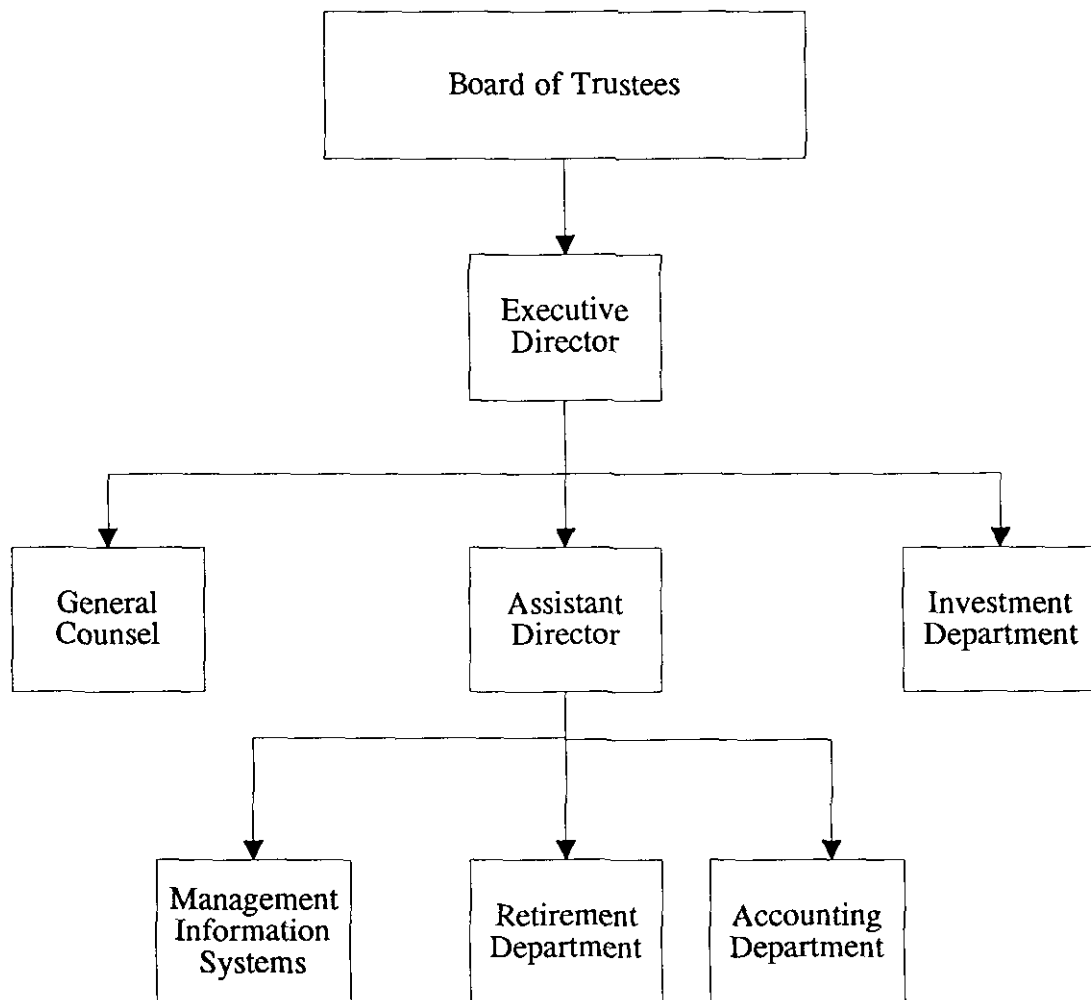 Board of Trustees
Executive
Director
General
Counsel
Assistant
Director
Investment
Department
Management
Information
Systems
Retirement
Department
Accounting
Department